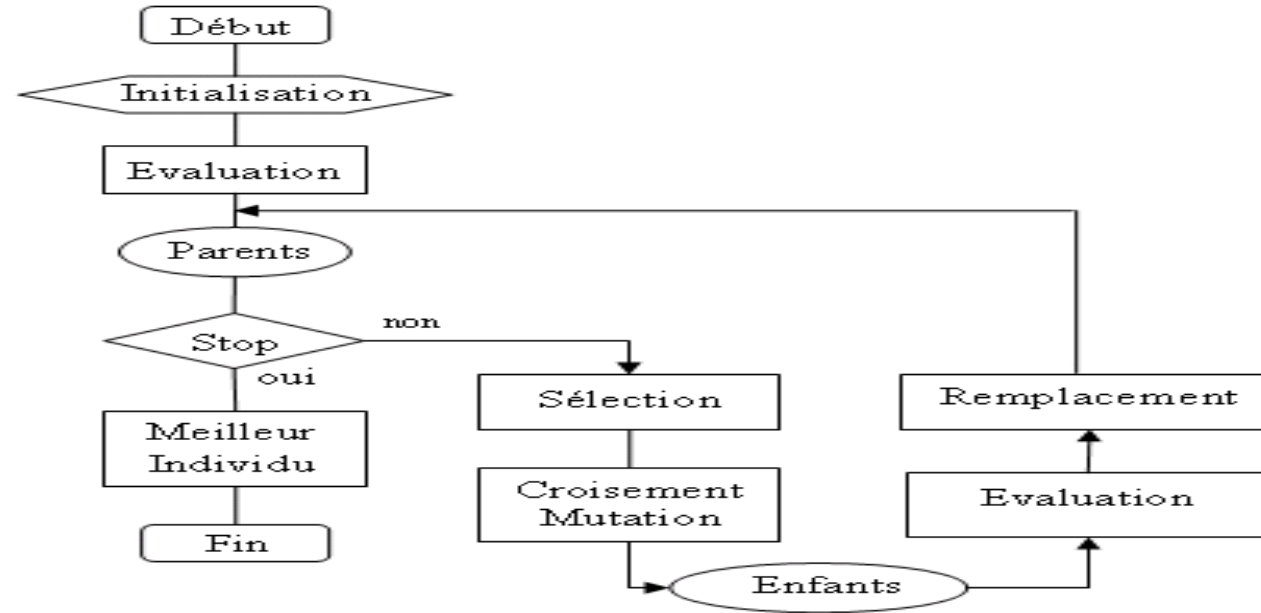 Début
Initialisation
Evaluation
Parents
Stop
non
oui
Meilleur
Individu
Fin
Sélection
Croisement
Mutation
Enfants
Evaluation
Remplacement